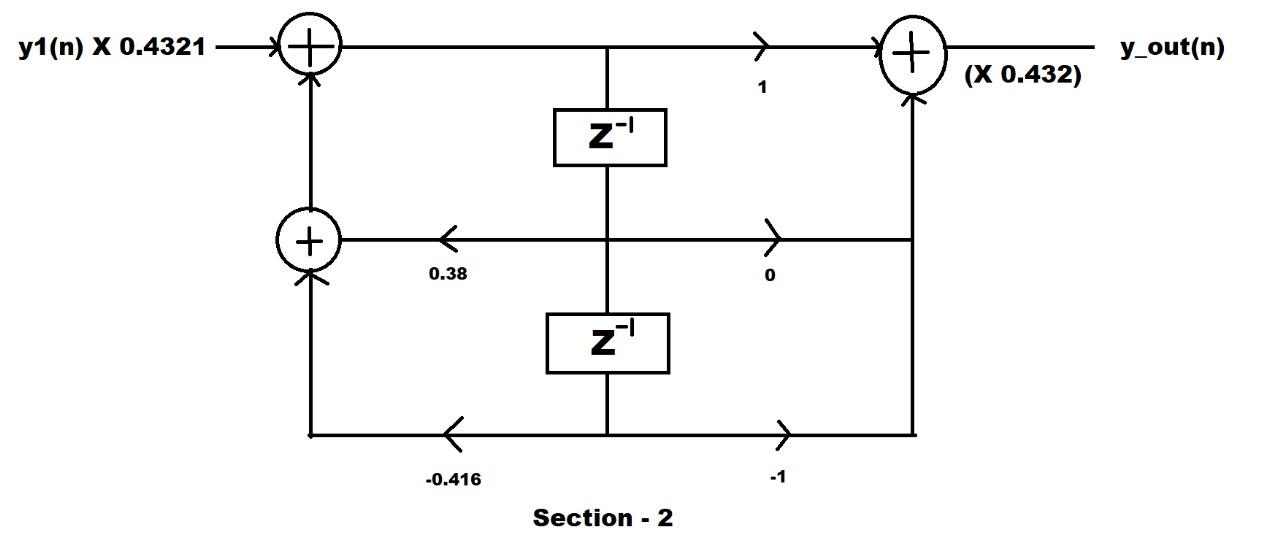 y1(n) X 0.4321
+
+
y_out(n)
(X 0.432)
1
Z⁻¹
+
0.38
0
Z⁻¹
-0.416
-1
Section - 2